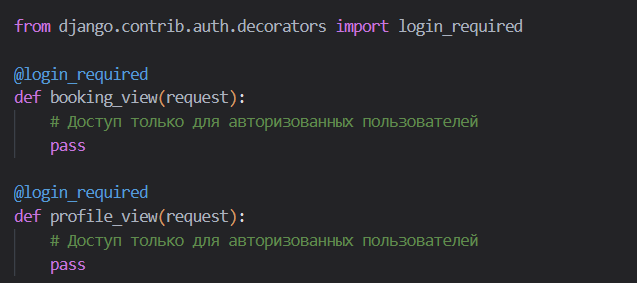 from django.contrib.auth.decorators import login_required
@login_required
def booking_view(request):
# Доступ только для авторизованных пользователей
pass
@login_required
def profile_view(request):
# Доступ только для авторизованных пользователей
pass